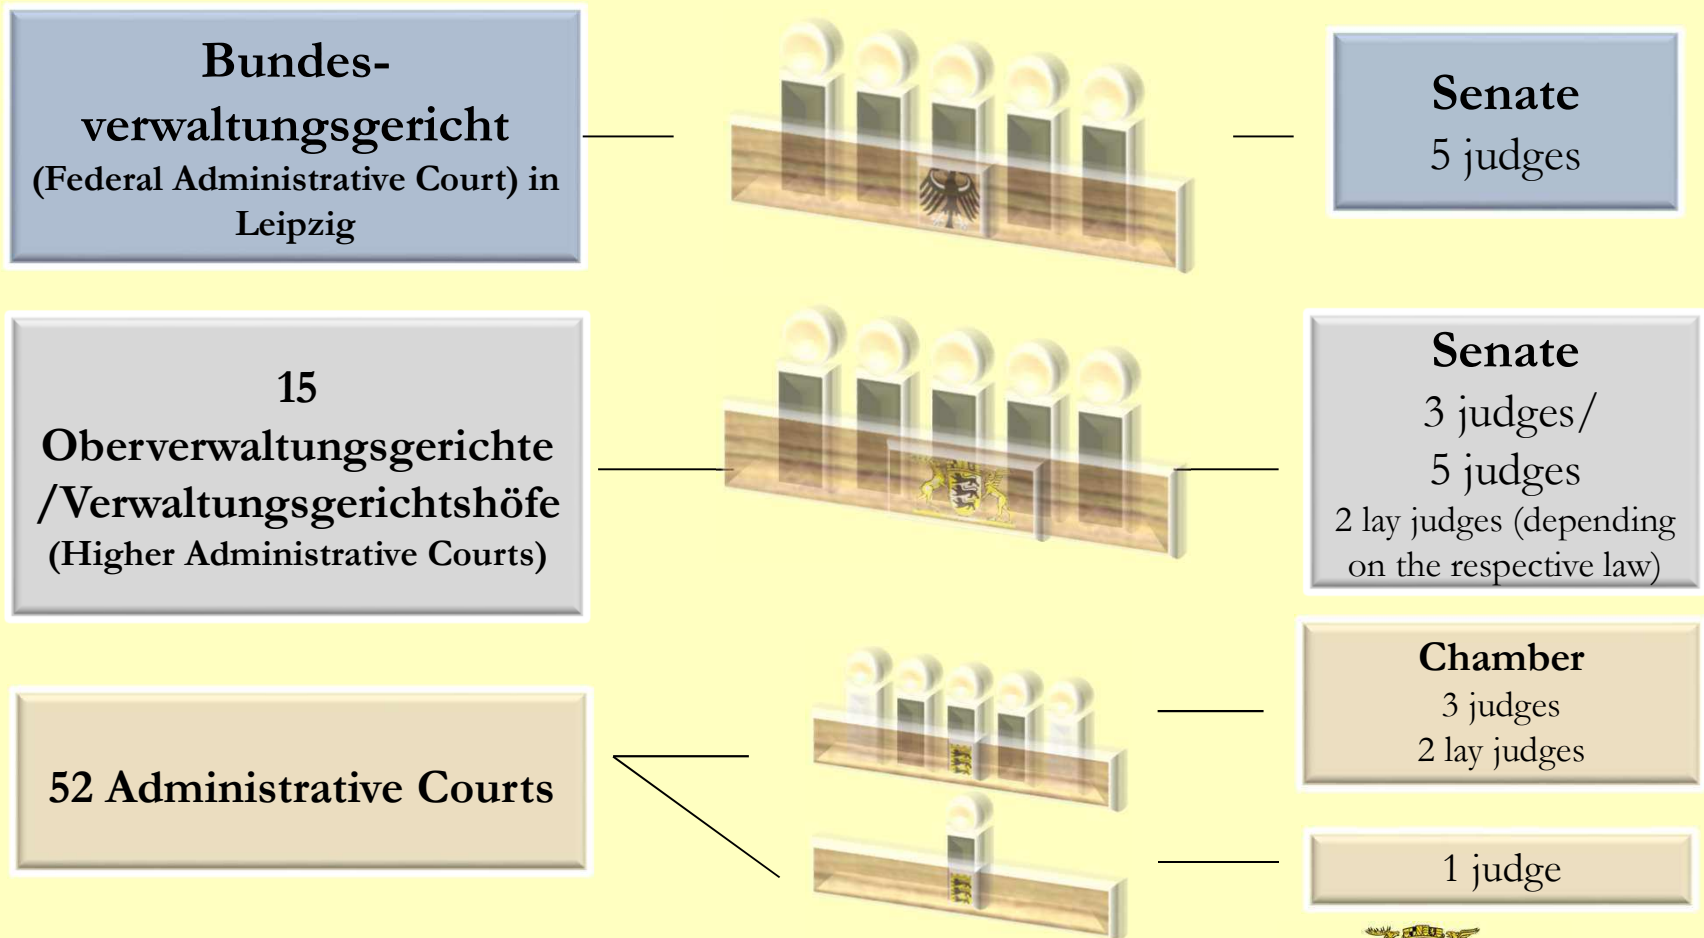 Bundes-
verwaltungsgericht
(Federal Administrative Court) in
Leipzig
Senate
5 judges
15
Oberverwaltungsgerichte
/Verwaltungsgerichtshöfe
(Higher Administrative Courts)
Senate
3 judges/
5 judges
2 lay judges (depending
on the respective law)
52 Administrative Courts
Chamber
3 judges
2 lay judges
1 judge